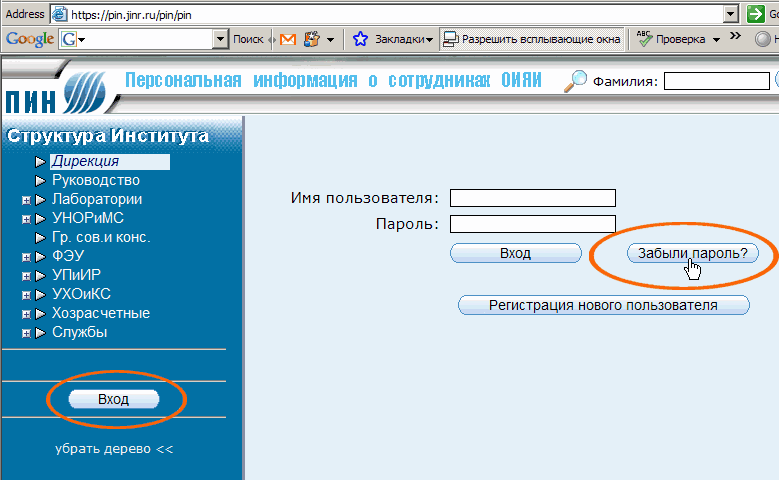 Address https://pin.jinr.ru/pin/pin Go
Google G Поиск Закладки Разрешить всплывающие окна ABC Проверка »
ПИН Персональная информация о сотрудниках ОИЯИ Фамилия:
Структура Института
Дирекция
Руководство
Лаборатории
УНОРиМС
Гр. сов.и конс.
ФЭУ
УПиИР
УХОиКС
Хозрасчетные
Службы
Вход
убрать дерево <<
Имя пользователя:
Пароль:
Вход Забыли пароль?
Регистрация нового пользователя